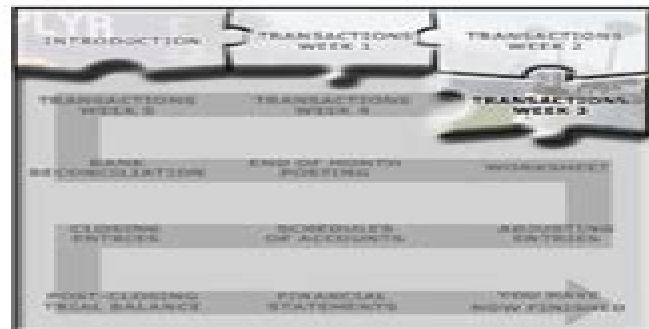 PLYR
INTRODUCTION
TRANSACTIONS
WEEK 1
TRANSACTIONS
WEEK 2
TRANSACTIONS
WEEK 5
TRANSACTIONS
WEEK 4
TRANSACTIONS
WEEK 3
BANK
RECONCILIATION
END OF MONTH
POSTING
WORKSHEET
CLOSING
ENTRIES
SCHEDULES
OF ACCOUNTS
ADJUSTING
ENTRIES
POST-CLOSING
TRIAL BALANCE
FINANCIAL
STATEMENTS
YOU HAVE
NOW FINISHED